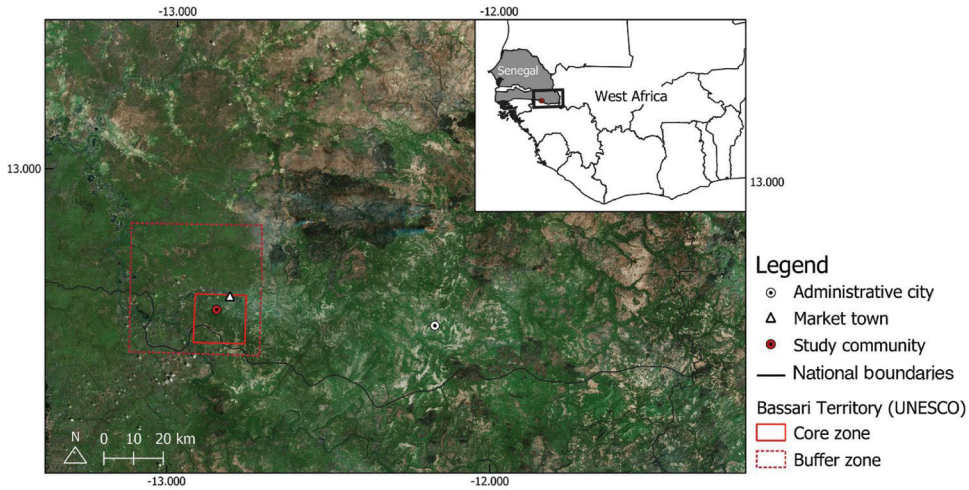 -13.000
-12.000
Senegal
West Africa
13.000
13.000
Legend
Administrative city
Market town
Study community
National boundaries
Bassari Territory (UNESCO)
Core zone
Buffer zone
N
0 10 20 km
-13.000
-12.000